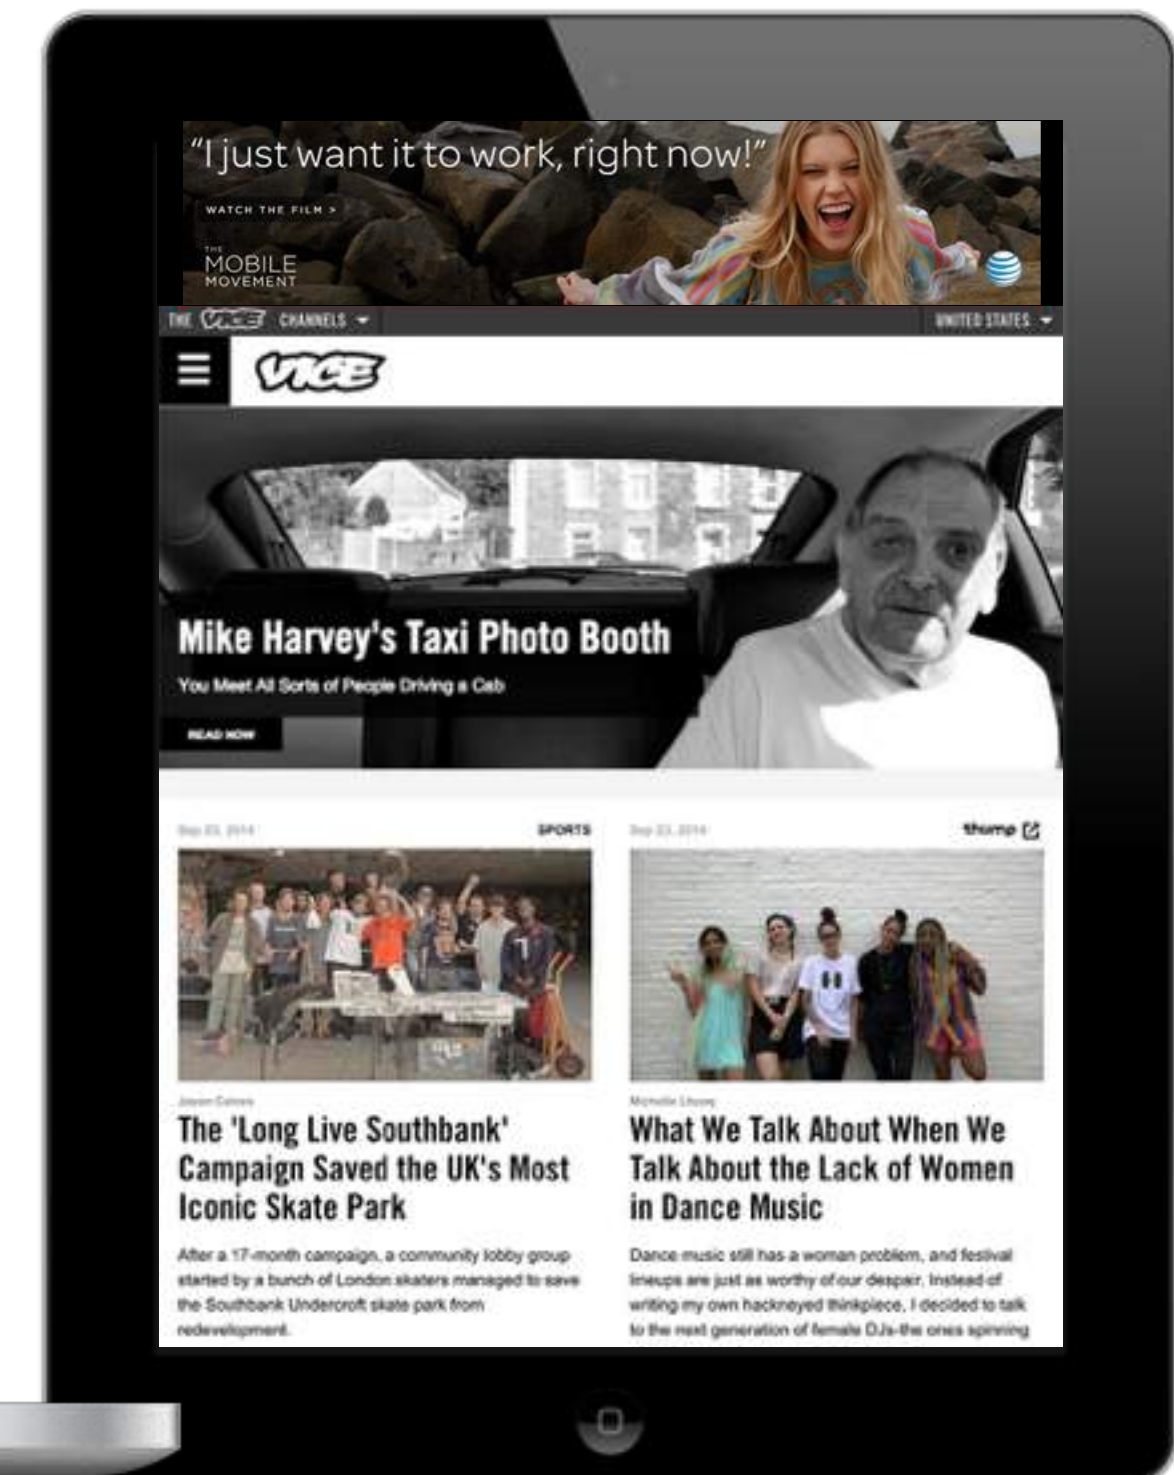 “I just want it to work, right now!”
WATCH THE FILM >
THE
MOBILE
MOVEMENT
THE VICE CHANNELS
UNITED STATES
VICE
Mike Harvey's Taxi Photo Booth
You Meet All Sorts of People Driving a Cab
READ NOW
Sep 23, 2014
SPORTS
Sep 23, 2014
thump
The 'Long Live Southbank'
Campaign Saved the UK's Most
Iconic Skate Park
After a 17-month campaign, a community lobby group
started by a bunch of London skaters managed to save
the Southbank Undercroft skate park from
redevelopment.
What We Talk About When We
Talk About the Lack of Women
in Dance Music
Dance music still has a woman problem, and festival
lineups are just as worthy of our despair. Instead of
writing my own hackneyed thinkpiece, I decided to talk
to the next generation of female DJs-the ones spinning